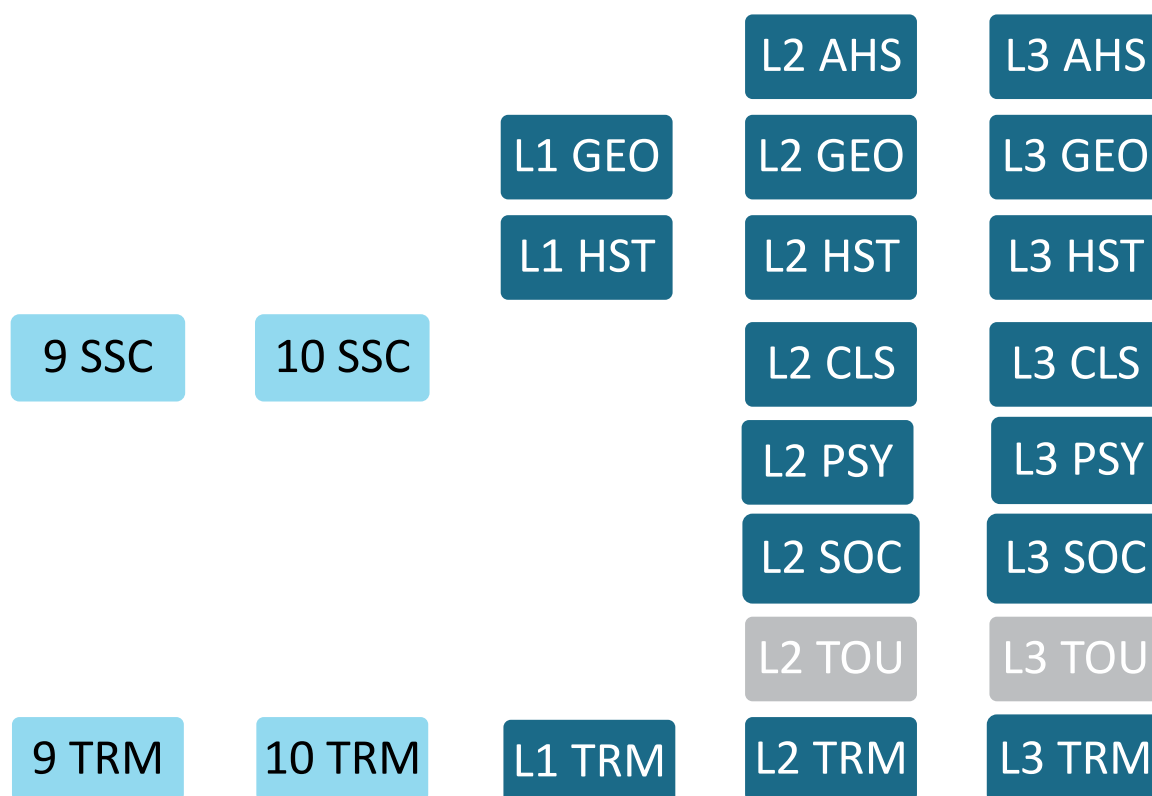 L2 AHS L3 AHS
L1 GEO L2 GEO L3 GEO
L1 HST L2 HST L3 HST
9 SSC 10 SSC L2 CLS L3 CLS
L2 PSY L3 PSY
L2 SOC L3 SOC
L2 TOU L3 TOU
9 TRM 10 TRM L1 TRM L2 TRM L3 TRM